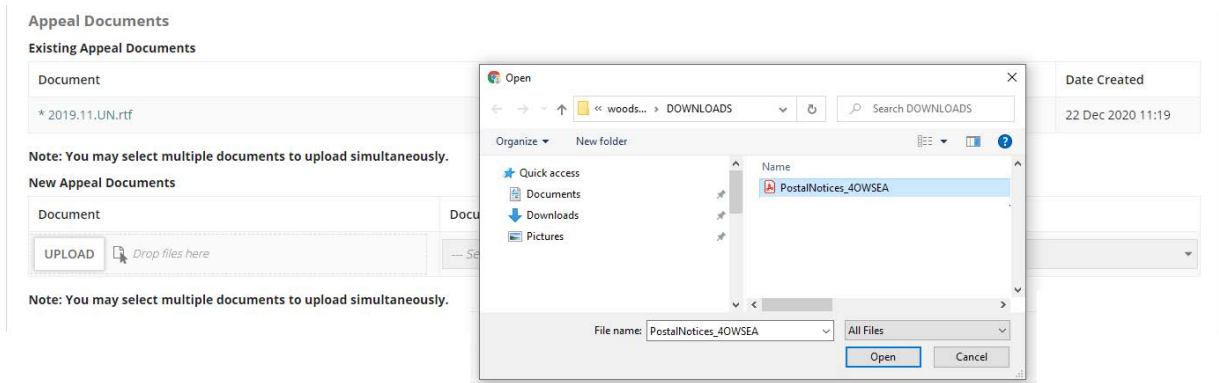 Appeal Documents
Existing Appeal Documents
Document
Date Created
* 2019.11.UN.rtf
22 Dec 2020 11:19
Note: You may select multiple documents to upload simultaneously.
New Appeal Documents
Document
Docu
UPLOAD
Drop files here
--- Se
Note: You may select multiple documents to upload simultaneously.
Open
« woods... › DOWNLOADS
Search DOWNLOADS
Organize
New folder
Quick access
Documents
Downloads
Pictures
Name
PostalNotices_4OWSEA
File name: PostalNotices_4OWSEA
All Files
Open
Cancel